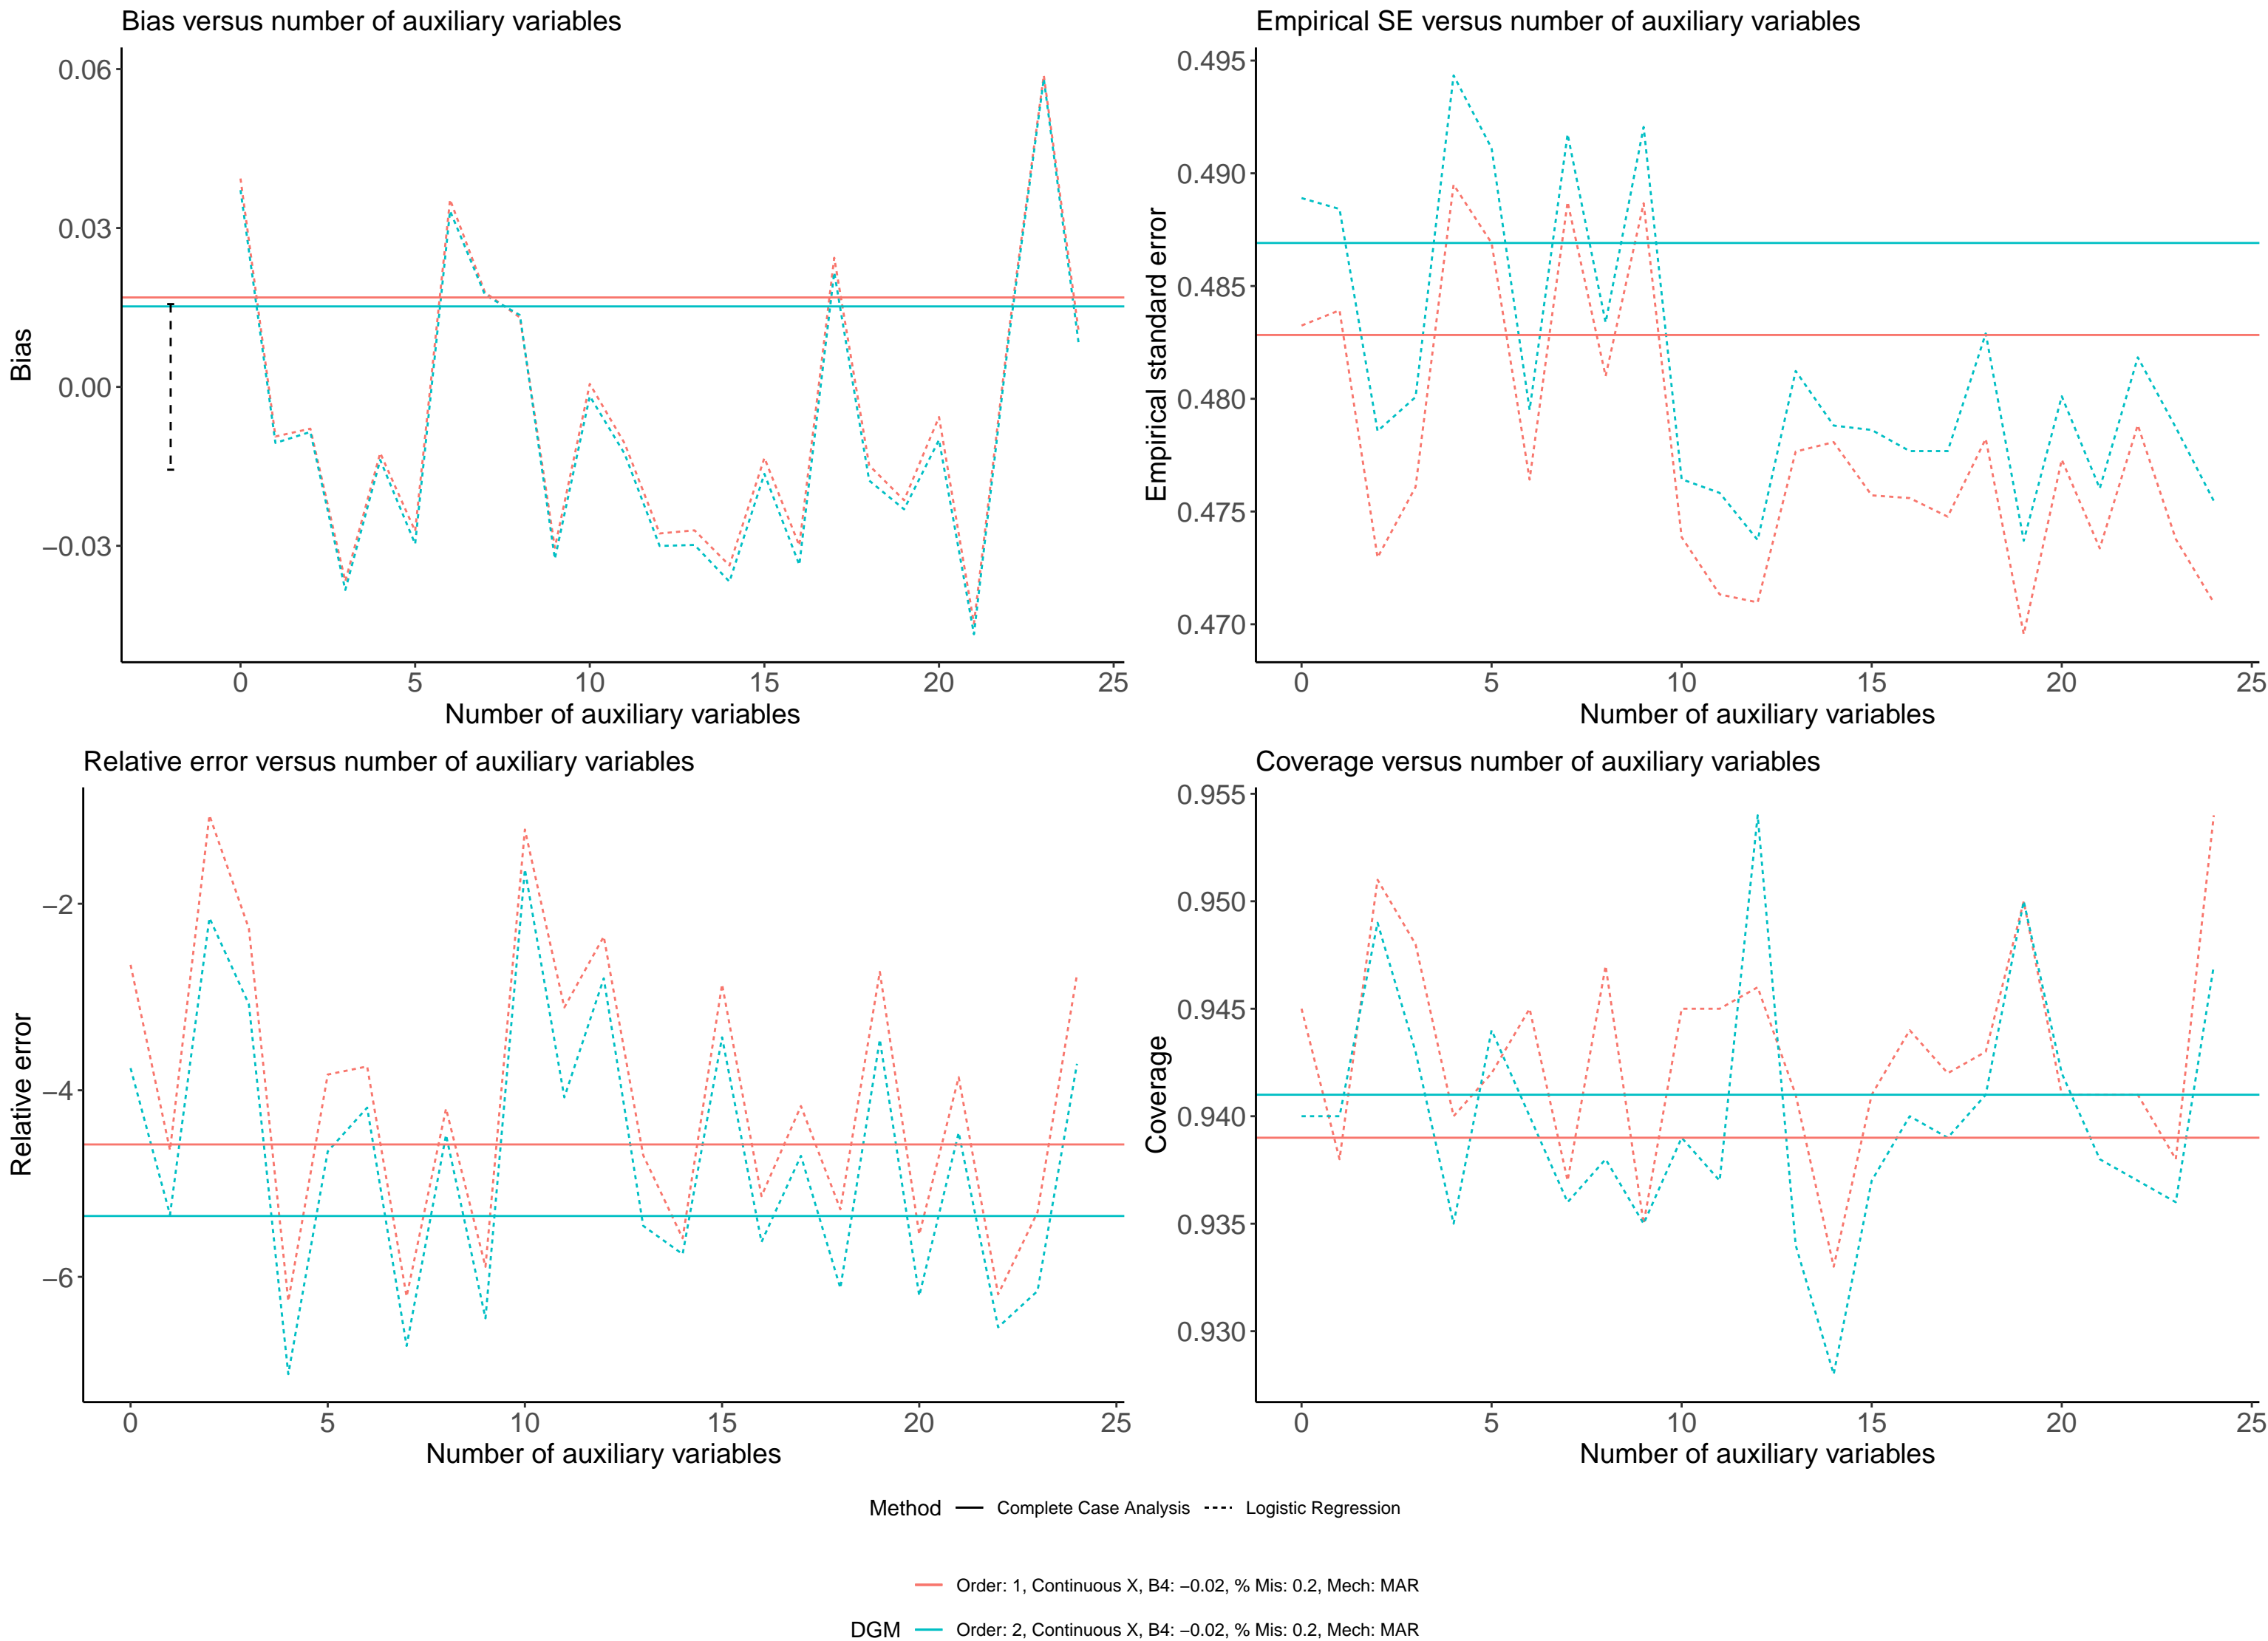 Bias versus number of auxiliary variables
0.06
0.03
0.00
−0.03
Bias
0 5 10 15 20 25
Number of auxiliary variables
Empirical SE versus number of auxiliary variables
0.495
0.490
0.485
0.480
0.475
0.470
Empirical standard error
0 5 10 15 20 25
Number of auxiliary variables
Relative error versus number of auxiliary variables
−2
−4
−6
Relative error
0 5 10 15 20 25
Number of auxiliary variables
Coverage versus number of auxiliary variables
0.955
0.950
0.945
0.940
0.935
0.930
Coverage
0 5 10 15 20 25
Number of auxiliary variables
Method Complete Case Analysis Logistic Regression
Order: 1, Continuous X, B4: −0.02, % Mis: 0.2, Mech: MAR
DGM Order: 2, Continuous X, B4: −0.02, % Mis: 0.2, Mech: MAR